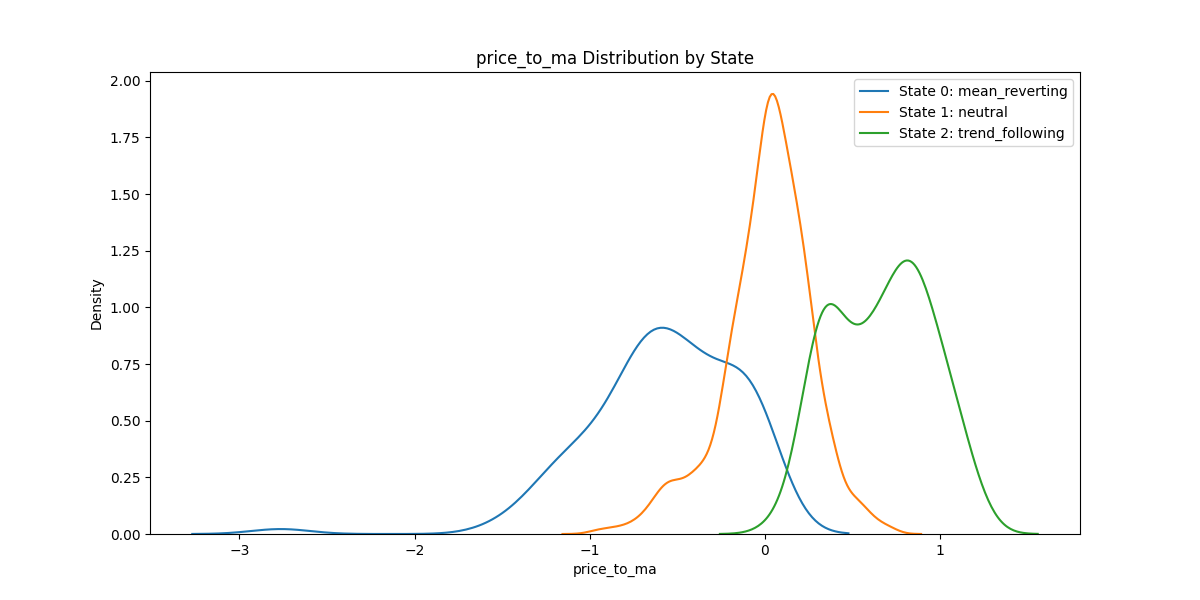 price_to_ma Distribution by State
State 0: mean_reverting
State 1: neutral
State 2: trend_following
Density
2.00
1.75
1.50
1.25
1.00
0.75
0.50
0.25
0.00
−3
−2
−1
0
1
price_to_ma